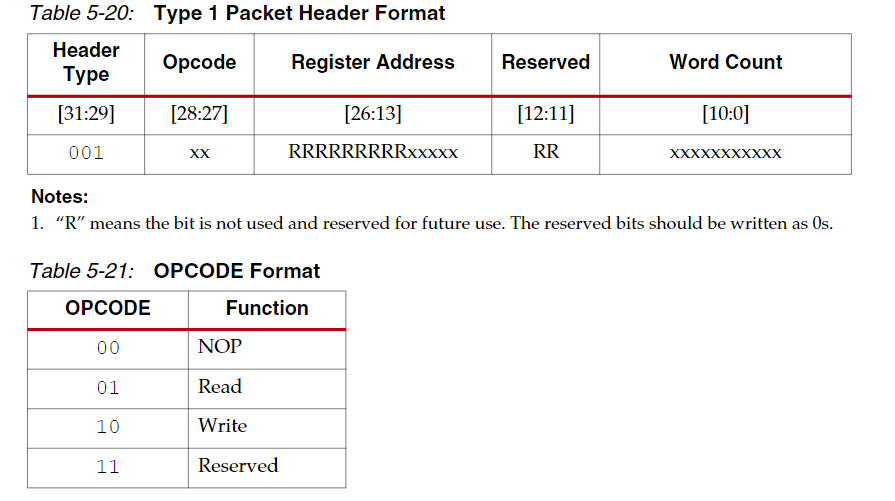 Table 5-20: Type 1 Packet Header Format
Header Type Opcode Register Address Reserved Word Count
[31:29] [28:27] [26:13] [12:11] [10:0]
001 xx RRRRRRRRRxxxxx RR xxxxxxxxxxx
Notes:
1. “R” means the bit is not used and reserved for future use. The reserved bits should be written as 0s.
Table 5-21: OPCODE Format
OPCODE Function
00 NOP
01 Read
10 Write
11 Reserved